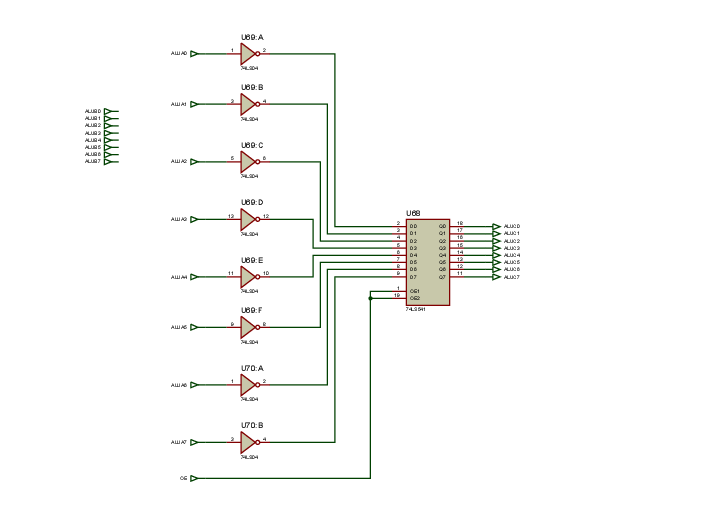 U69:A
ALUA0 1 2
74LS04
U69:B
ALUA1 3 4
74LS04
ALUB0
ALUB1
ALUB2
ALUB3
ALUB4
ALUB5
ALUB6
ALUB7
U69:C
ALUA2 5 6
74LS04
U69:D
ALUA3 13 12
74LS04
U68
2 D0 Q0 18 ALUC0
3 D1 Q1 17 ALUC1
4 D2 Q2 16 ALUC2
5 D3 Q3 15 ALUC3
6 D4 Q4 14 ALUC4
7 D5 Q5 13 ALUC5
8 D6 Q6 12 ALUC6
9 D7 Q7 11 ALUC7
1 OE1
19 OE2
74LS541
U69:E
ALUA4 11 10
74LS04
U69:F
ALUA5 9 8
74LS04
U70:A
ALUA6 1 2
74LS04
U70:B
ALUA7 3 4
74LS04
OE